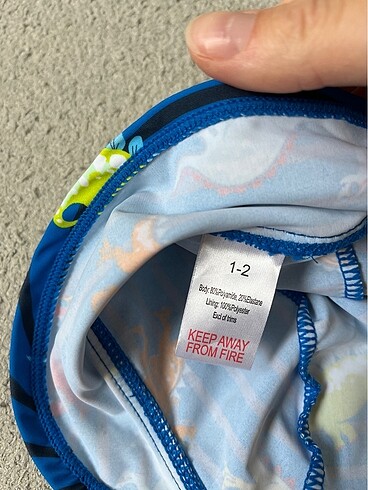 1-2
Body: 80%Polyamide, 20%Elastane
Lining: 100%Polyester
Excl of trims
KEEP AWAY
FROM FIRE